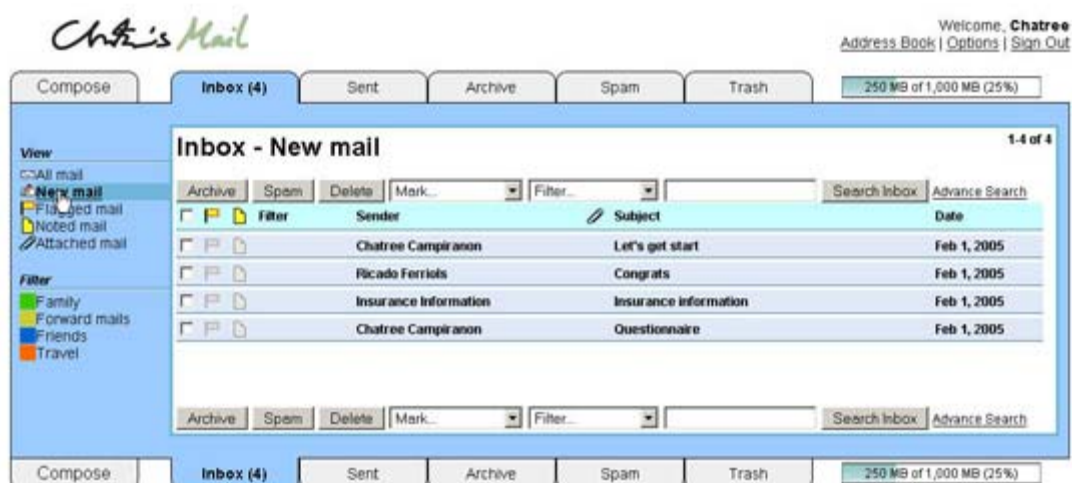 Chatr's Mail
Welcome, Chatree
Address Book | Options | Sign Out
Compose
Inbox (4)
Sent
Archive
Spam
Trash
250 MB of 1,000 MB (25%)
View
All mail
New mail
Flagged mail
Noted mail
Attached mail
Filter
Family
Forward mails
Friends
Travel
Inbox - New mail
1-4 of 4
Archive Spam Delete Mark... Filter... Search Inbox Advance Search
Filter Sender Subject Date
Chatree Campiranon Let's get start Feb 1, 2005
Ricado Ferriols Congrats Feb 1, 2005
Insurance Information Insurance information Feb 1, 2005
Chatree Campiranon Questionnaire Feb 1, 2005
Archive Spam Delete Mark... Filter... Search Inbox Advance Search
Compose
Inbox (4)
Sent
Archive
Spam
Trash
250 MB of 1,000 MB (25%)